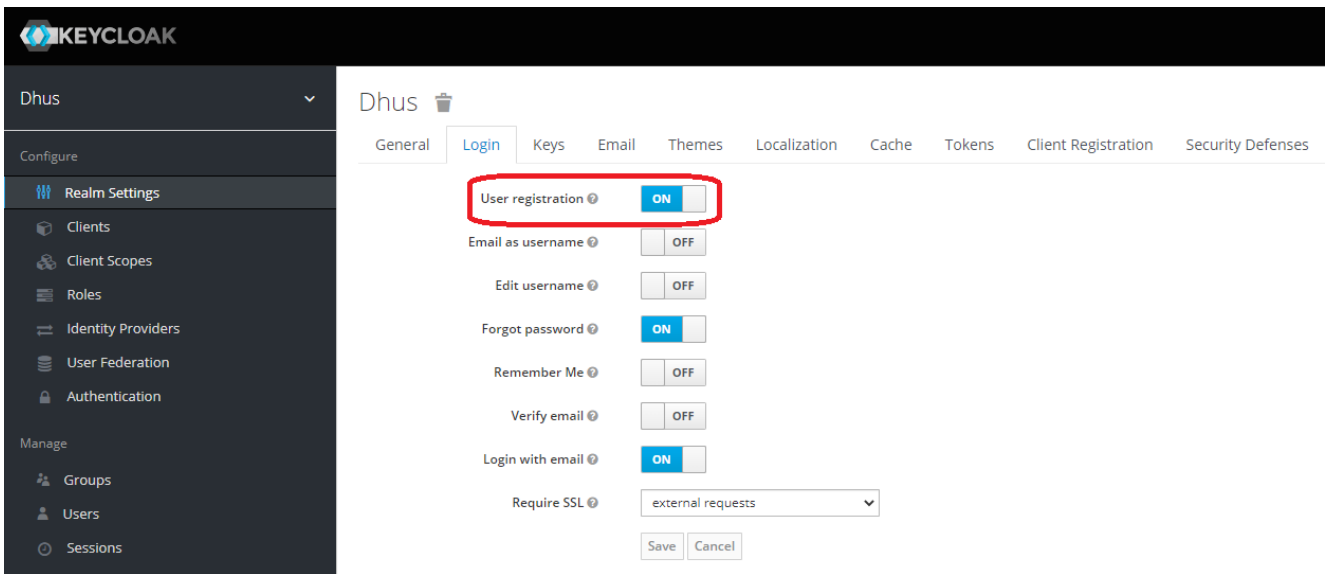 KEYCLOAK
Dhus
Configure
Realm Settings
Clients
Client Scopes
Roles
Identity Providers
User Federation
Authentication
Manage
Groups
Users
Sessions
Dhus
General Login Keys Email Themes Localization Cache Tokens Client Registration Security Defenses
User registration ON
Email as username OFF
Edit username OFF
Forgot password ON
Remember Me OFF
Verify email OFF
Login with email ON
Require SSL external requests
Save Cancel